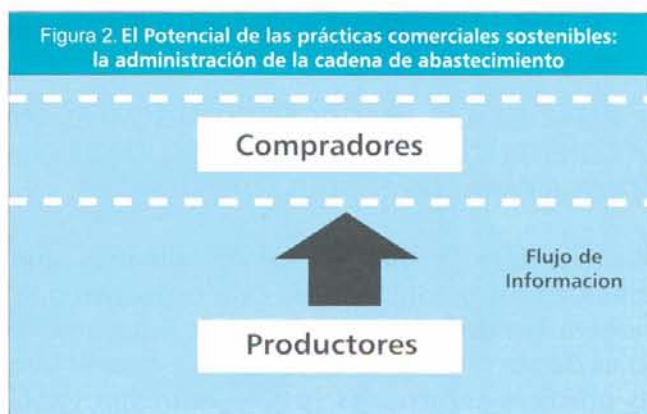 Figura 2. El Potencial de las prácticas comerciales sostenibles:
la administración de la cadena de abastecimiento
Compradores
Flujo de
Informacion
Productores